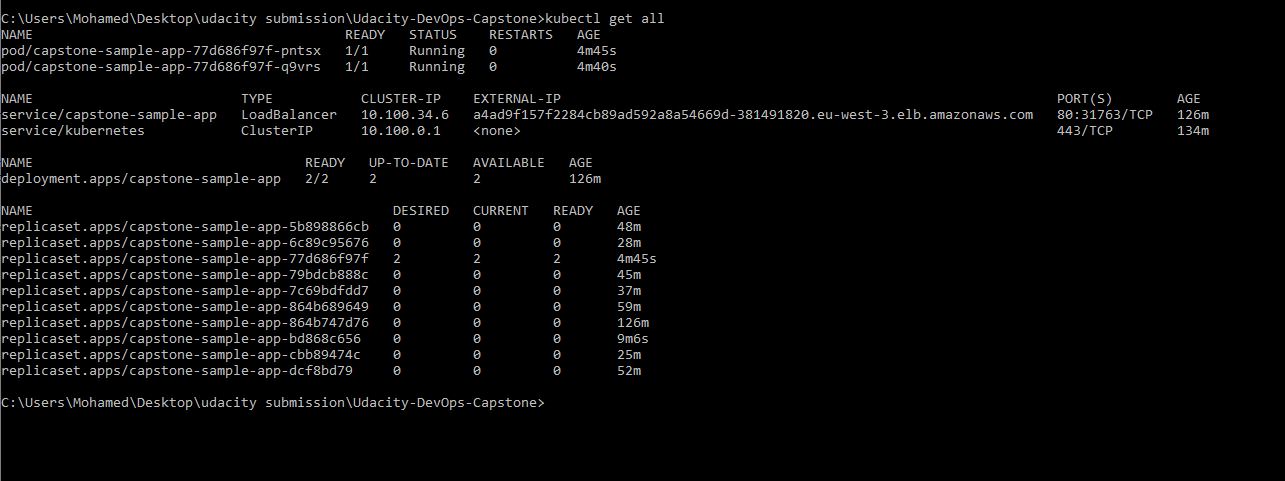 C:\Users\Mohamed\Desktop\udacity submission\Udacity-DevOps-Capstone>kubectl get all
NAME READY STATUS RESTARTS AGE
pod/capstone-sample-app-77d686f97f-pntsx 1/1 Running 0 4m45s
pod/capstone-sample-app-77d686f97f-q9vrs 1/1 Running 0 4m40s
NAME TYPE CLUSTER-IP EXTERNAL-IP PORT(S) AGE
service/capstone-sample-app LoadBalancer 10.100.34.6 a4ad9f157f2284cb89ad592a8a54669d-381491820.eu-west-3.elb.amazonaws.com 80:31763/TCP 126m
service/kubernetes ClusterIP 10.100.0.1 <none> 443/TCP 134m
NAME READY UP-TO-DATE AVAILABLE AGE
deployment.apps/capstone-sample-app 2/2 2 2 126m
NAME DESIRED CURRENT READY AGE
replicaset.apps/capstone-sample-app-5b898866cb 0 0 0 48m
replicaset.apps/capstone-sample-app-6c89c95676 0 0 0 28m
replicaset.apps/capstone-sample-app-77d686f97f 2 2 2 4m45s
replicaset.apps/capstone-sample-app-79bdcb888c 0 0 0 45m
replicaset.apps/capstone-sample-app-7c69bdfdd7 0 0 0 37m
replicaset.apps/capstone-sample-app-864b689649 0 0 0 59m
replicaset.apps/capstone-sample-app-864b747d76 0 0 0 126m
replicaset.apps/capstone-sample-app-bd868c656 0 0 0 9m6s
replicaset.apps/capstone-sample-app-cbb89474c 0 0 0 25m
replicaset.apps/capstone-sample-app-dcf8bd79 0 0 0 52m
C:\Users\Mohamed\Desktop\udacity submission\Udacity-DevOps-Capstone>